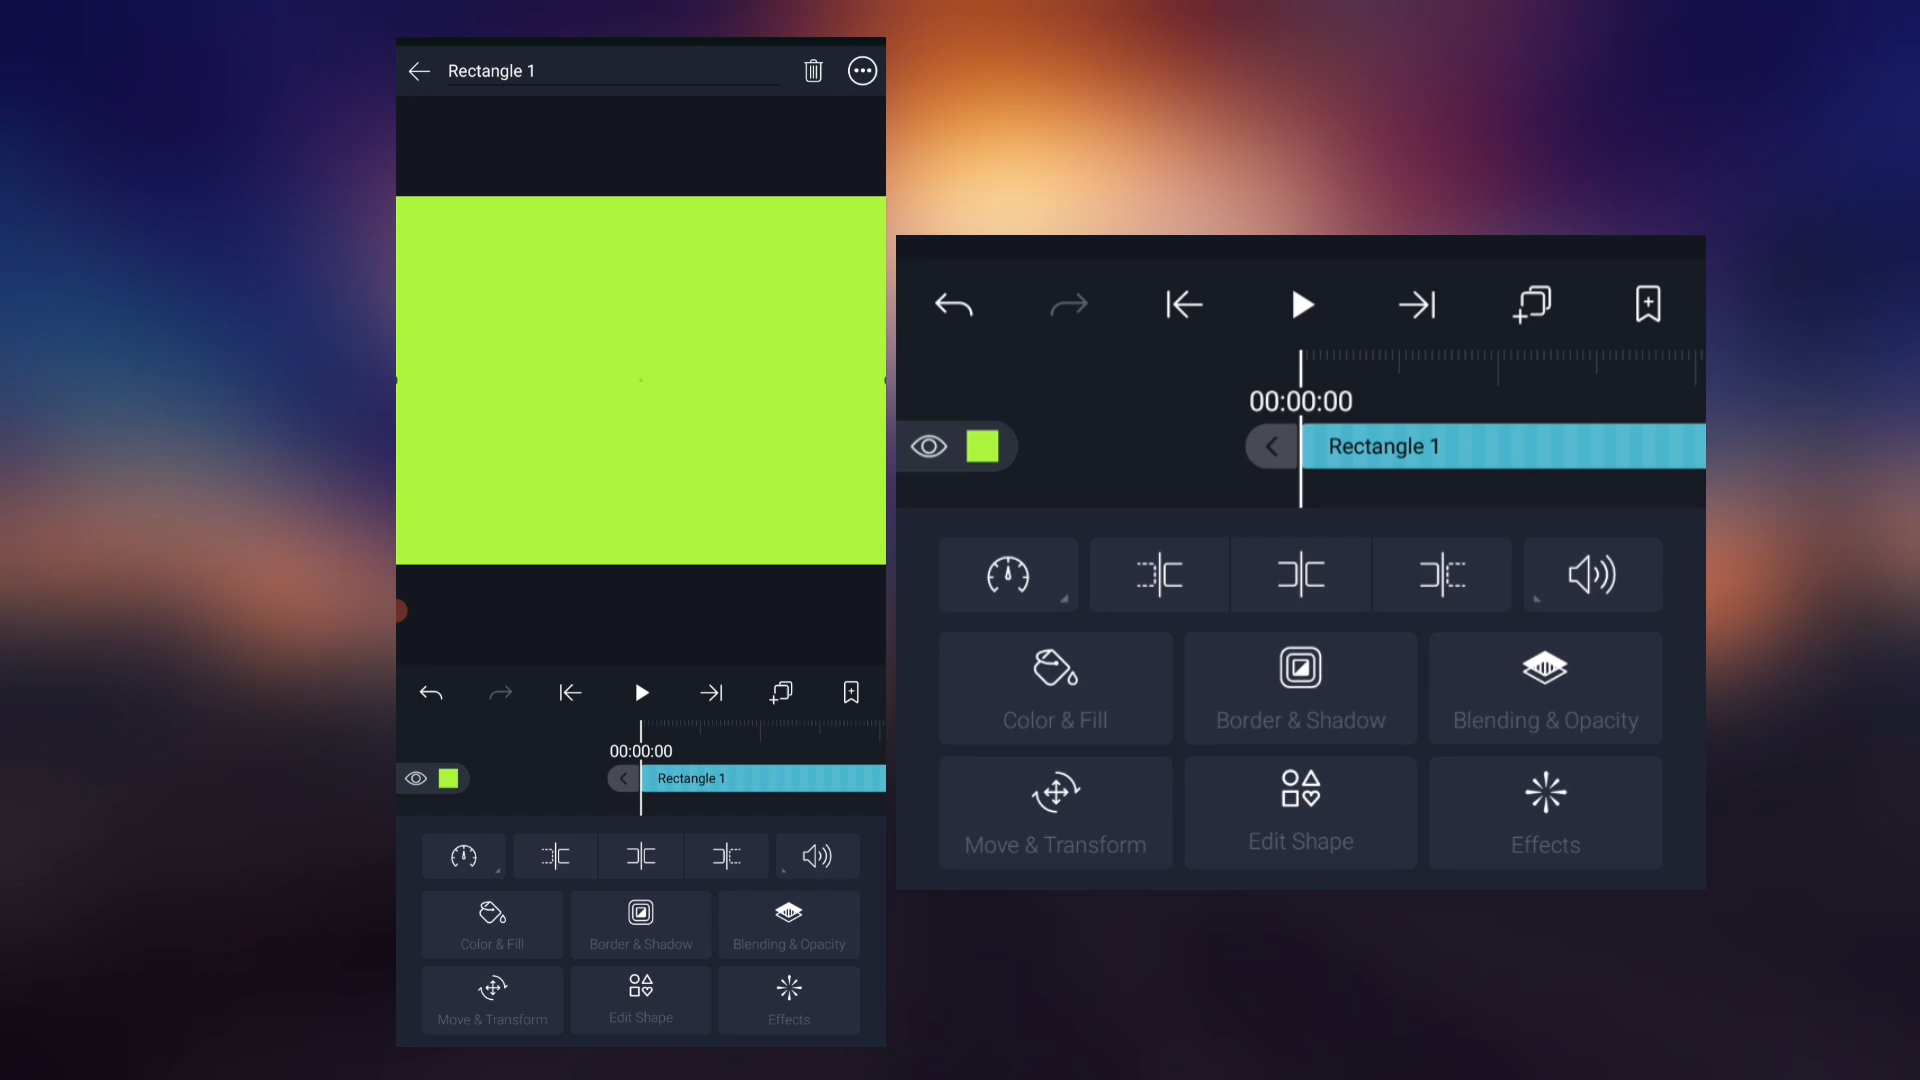 Rectangle 1
00:00:00
Rectangle 1
Color & Fill
Border & Shadow
Blending & Opacity
Move & Transform
Edit Shape
Effects
00:00:00
Rectangle 1
Color & Fill
Border & Shadow
Blending & Opacity
Move & Transform
Edit Shape
Effects